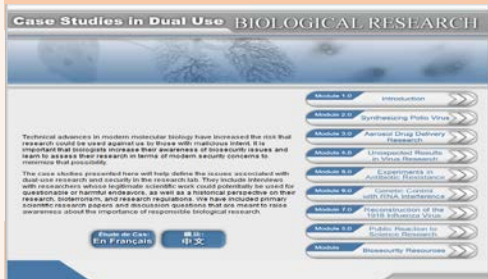 Case Studies in Dual Use BIOLOGICAL RESEARCH
Technical advances in modern molecular biology have increased the risk that
research could be used against us by those with malicious intent. It is
important that biologists increase their awareness of biosecurity issues and
learn to assess their research in terms of modern security concerns to
minimize that possibility.
The case studies presented here will help define the issues associated with
dual-use research and security in the research lab. They include interviews
with researchers whose legitimate scientific work could potentially be used for
questionable or harmful endeavors, as well as a historical perspective on their
research, bioterrorism, and research regulations. We have included primary
scientific research papers and discussion questions that are meant to raise
awareness about the importance of responsible biological research.
Étude de Cas:
En Français
中文
Module 1.0 Introduction
Module 2.0 Synthesizing Polio Virus
Module 3.0 Aerosol Drug Delivery
Research
Module 4.0 Unexpected Results
in Virus Research
Module 5.0 Experiments in
Antibiotic Resistance
Module 6.0 Genetic Control
with RNA Interference
Module 7.0 Reconstruction of the
1918 Influenza Virus
Module 8.0 Public Reaction to
Science Research
Module Biosecurity Resources